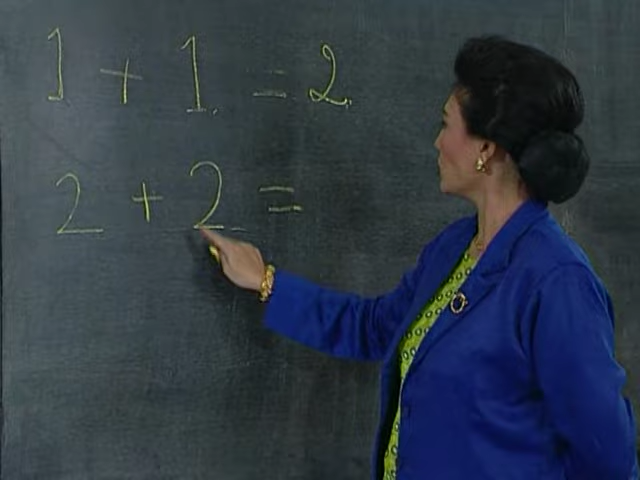 1 + 1 = 2
2 + 2 =